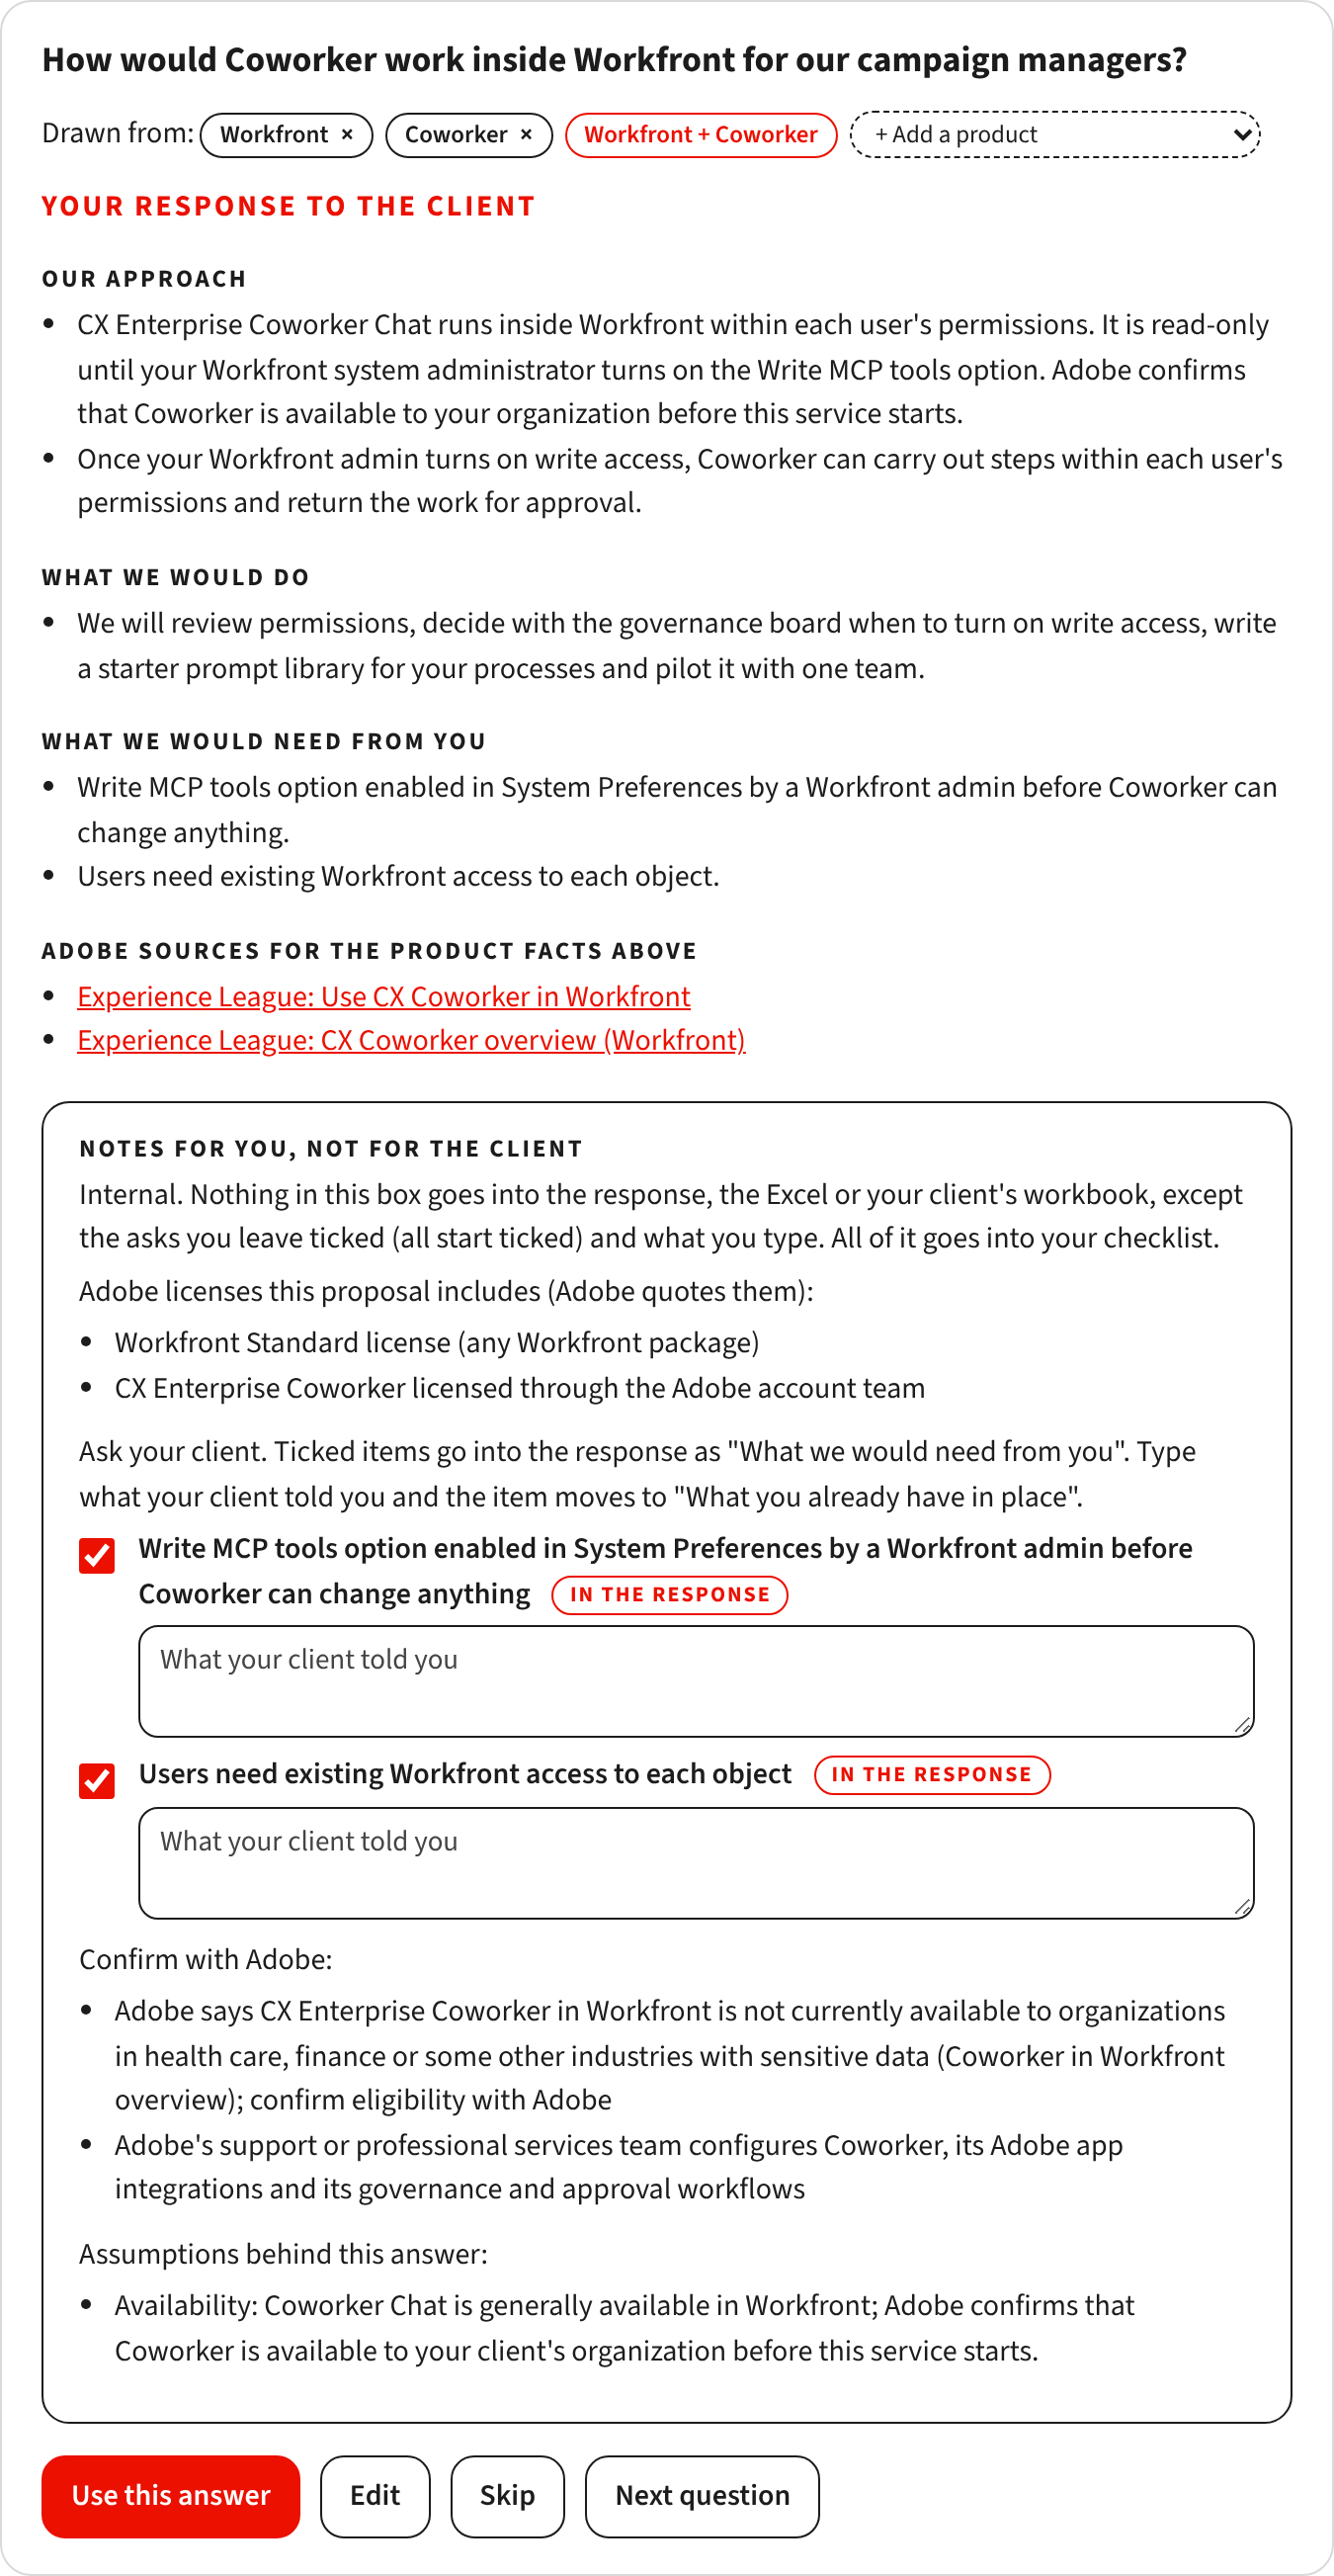 How would Coworker work inside Workfront for our campaign managers?
Drawn from: Workfront × Coworker × Workfront + Coworker + Add a product
YOUR RESPONSE TO THE CLIENT
OUR APPROACH
• CX Enterprise Coworker Chat runs inside Workfront within each user's permissions. It is read-only
until your Workfront system administrator turns on the Write MCP tools option. Adobe confirms
that Coworker is available to your organization before this service starts.
• Once your Workfront admin turns on write access, Coworker can carry out steps within each user's
permissions and return the work for approval.
WHAT WE WOULD DO
• We will review permissions, decide with the governance board when to turn on write access, write
a starter prompt library for your processes and pilot it with one team.
WHAT WE WOULD NEED FROM YOU
• Write MCP tools option enabled in System Preferences by a Workfront admin before Coworker can
change anything.
• Users need existing Workfront access to each object.
ADOBE SOURCES FOR THE PRODUCT FACTS ABOVE
• Experience League: Use CX Coworker in Workfront
• Experience League: CX Coworker overview (Workfront)
NOTES FOR YOU, NOT FOR THE CLIENT
Internal. Nothing in this box goes into the response, the Excel or your client's workbook, except
the asks you leave ticked (all start ticked) and what you type. All of it goes into your checklist.
Adobe licenses this proposal includes (Adobe quotes them):
• Workfront Standard license (any Workfront package)
• CX Enterprise Coworker licensed through the Adobe account team
Ask your client. Ticked items go into the response as "What we would need from you". Type
what your client told you and the item moves to "What you already have in place".
Write MCP tools option enabled in System Preferences by a Workfront admin before
Coworker can change anything IN THE RESPONSE
What your client told you
Users need existing Workfront access to each object IN THE RESPONSE
What your client told you
Confirm with Adobe:
• Adobe says CX Enterprise Coworker in Workfront is not currently available to organizations
in health care, finance or some other industries with sensitive data (Coworker in Workfront
overview); confirm eligibility with Adobe
• Adobe's support or professional services team configures Coworker, its Adobe app
integrations and its governance and approval workflows
Assumptions behind this answer:
• Availability: Coworker Chat is generally available in Workfront; Adobe confirms that
Coworker is available to your client's organization before this service starts.
Use this answer Edit Skip Next question